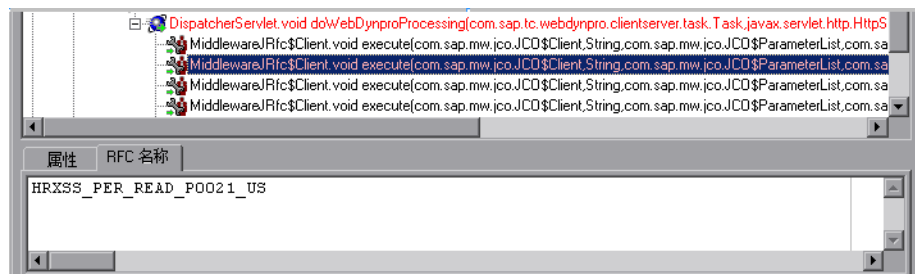 DispatcherServlet.void doWebDynproProcessing(com.sap.tc.webdynpro.clientserver.task.Task,javax.servlet.http.HttpS
MiddlewareJRfc$Client.void execute(com.sap.mw.jco.JCO$Client,String,com.sap.mw.jco.JCO$ParameterList,com.sa
MiddlewareJRfc$Client.void execute(com.sap.mw.jco.JCO$Client,String,com.sap.mw.jco.JCO$ParameterList,com.sa
MiddlewareJRfc$Client.void execute(com.sap.mw.jco.JCO$Client,String,com.sap.mw.jco.JCO$ParameterList,com.sa
MiddlewareJRfc$Client.void execute(com.sap.mw.jco.JCO$Client,String,com.sap.mw.jco.JCO$ParameterList,com.sa
属性 RFC 名称
HRXSS_PER_READ_P0021_US